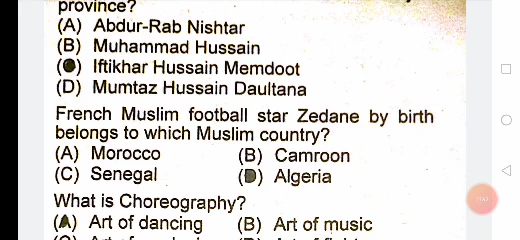 province?
(A) Abdur-Rab Nishtar
(B) Muhammad Hussain
(C) Iftikhar Hussain Memdoot
(D) Mumtaz Hussain Daultana
French Muslim football star Zedane by birth
belongs to which Muslim country?
(A) Morocco (B) Camroon
(C) Senegal (D) Algeria
What is Choreography?
(A) Art of dancing (B) Art of music